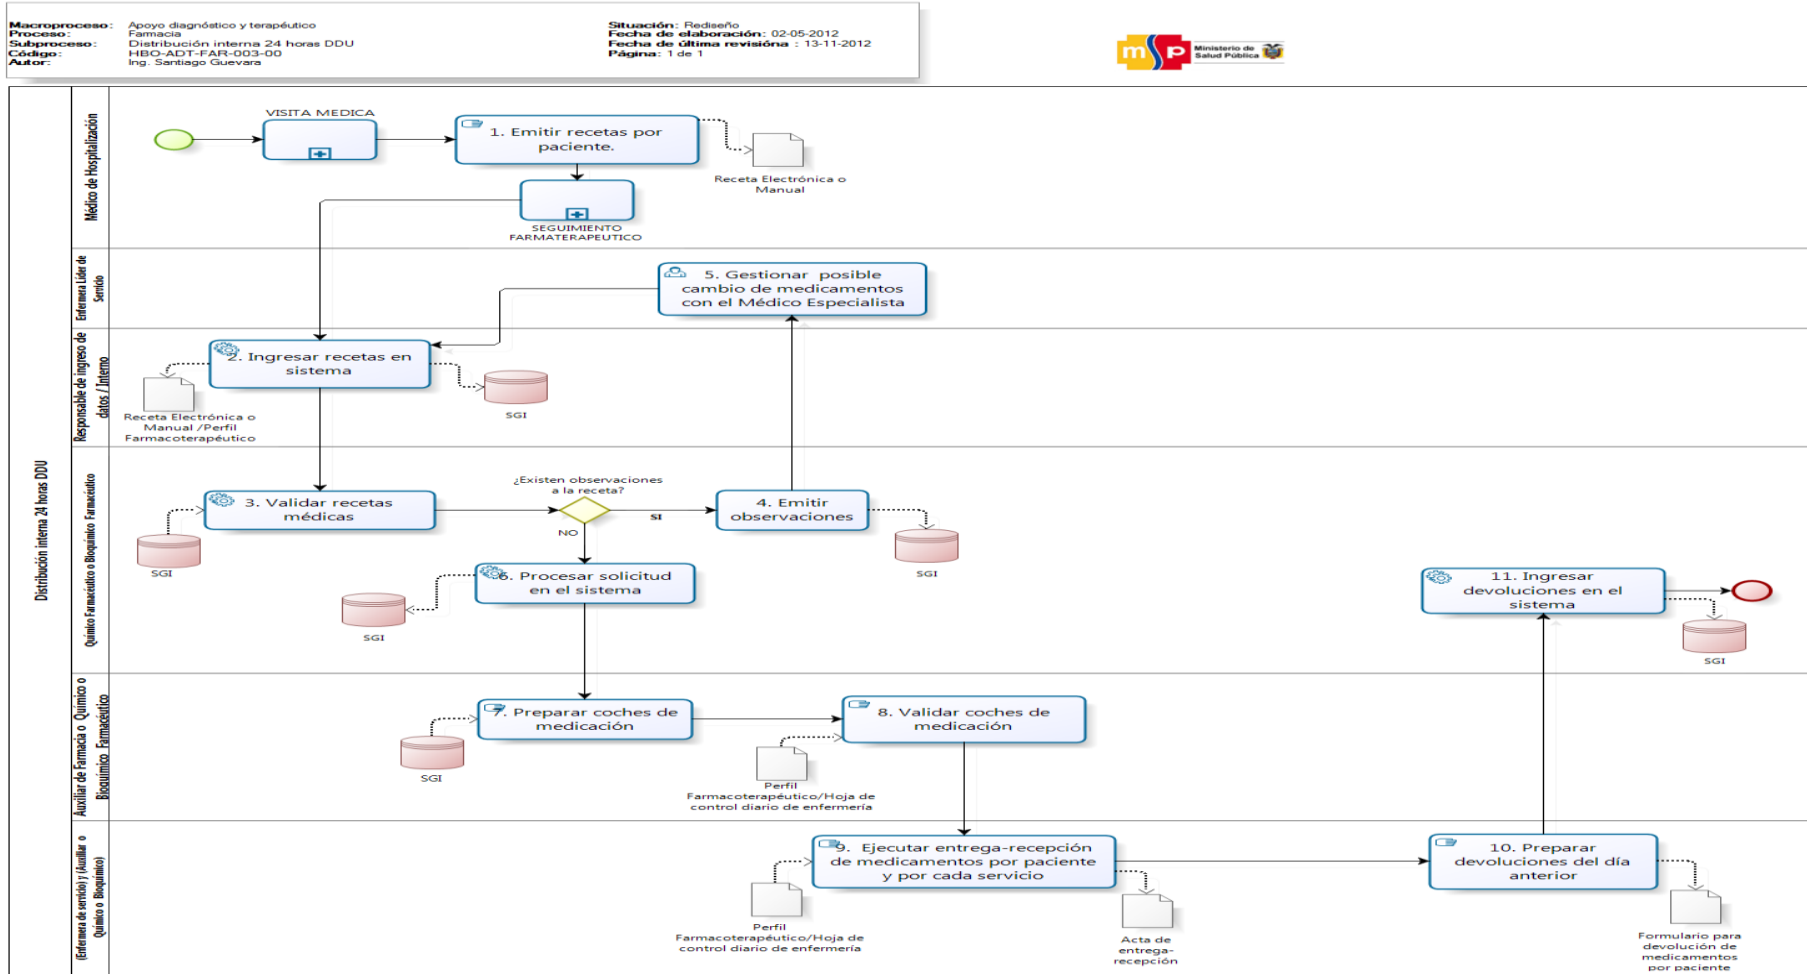 Macroproceso: Apoyo diagnóstico y terapéutico
Proceso: Farmacia
Subproceso: Distribución interna 24 horas DDU
Código: HBO-ADT-FAR-003-00
Autor: Ing. Santiago Guevara
Situación: Rediseño
Fecha de elaboración: 02-05-2012
Fecha de última revisióna : 13-11-2012
Página: 1 de 1
msp
Ministerio de
Salud Pública
Distribución interna 24 horas DDU
Médico de Hospitalización
VISITA MEDICA
1. Emitir recetas por
paciente.
Receta Electrónica o
Manual
SEGUIMIENTO
FARMATERAPEUTICO
Enfermera Líder de
Servicio
5. Gestionar posible
cambio de medicamentos
con el Médico Especialista
Responsable de ingreso de
datos / Interno
2. Ingresar recetas en
sistema
Receta Electrónica o
Manual /Perfil
Farmacoterapéutico
SGI
Químico Farmacéutico o Bioquímico Farmacéutico
3. Validar recetas
médicas
SGI
¿Existen observaciones
a la receta?
SI
NO
4. Emitir
observaciones
SGI
6. Procesar solicitud
en el sistema
SGI
11. Ingresar
devoluciones en el
sistema
SGI
Auxiliar de Farmacia o Químico o
Bioquímico Farmacéutico
7. Preparar coches de
medicación
SGI
8. Validar coches de
medicación
Perfil
Farmacoterapéutico/Hoja de
control diario de enfermería
(Enfermera de servicio) y (Auxiliar o
Químico o Bioquímico)
9. Ejecutar entrega-recepción
de medicamentos por paciente
y por cada servicio
Perfil
Farmacoterapéutico/Hoja de
control diario de enfermería
Acta de
entrega-
recepción
10. Preparar
devoluciones del día
anterior
Formulario para
devolución de
medicamentos
por paciente